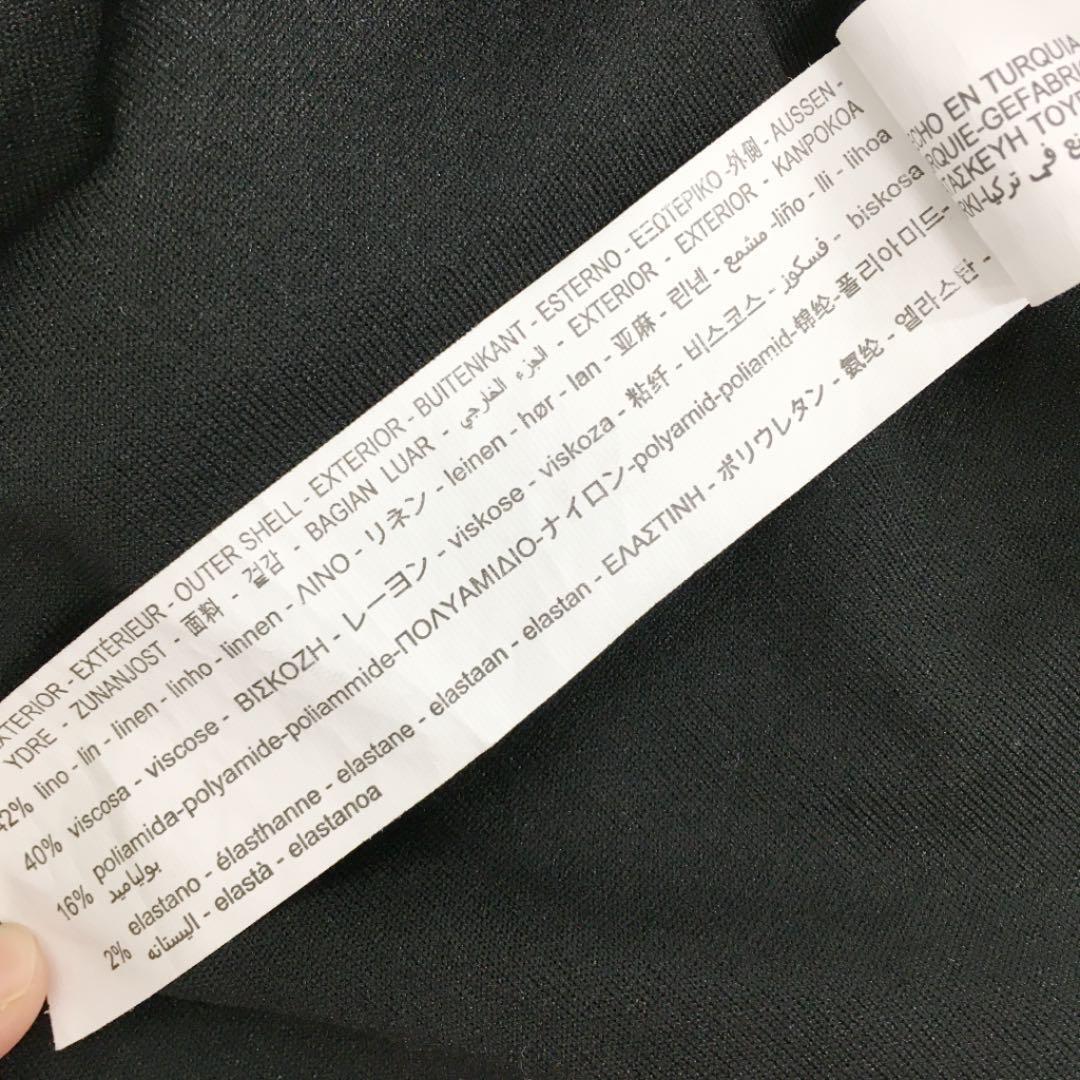 EXTERIOR - EXTÉRIEUR - OUTER SHELL - EXTERIOR - BUITENKANT - ESTERNO - ΕΞΩΤΕΡΙΚΟ - 外側 - AUSSEN -
YDRE - ZUNANJOST - 面料 - 겉감 - BAGIAN LUAR - الجزء الخارجي - EXTERIOR - EXTERIOR - KANPOKOA
42% lino - lin - linen - linho - linnen - ΛΙΝΟ - リネン - leinen - hør - lan - 亚麻 - 린넨 - مشمع - liño - lli - lihoa
40% viscosa - viscose - ΒΙΣΚΟΖΗ - レーヨン - viskose - viskoza - 粘纤 - 비스코스 - فسكوز - biskosa
16% poliamida-polyamide-poliammide-ΠΟΛΥΑΜΙΔΙΟ-ナイロン-polyamid-poliamid-锦纶-폴리아미드-
بولياميد
2% elastano - élasthanne - elastane - elastaan - elastan - ΕΛΑΣΤΙΝΗ - ポリウレタン - 氨纶 - 엘라스탄 -
اليستانه - elastà - elastanoa
CHO EN TURQUIA
RQUIE-GEFABRIC
ΤΑΣΚΕΥΗ ΤΟΥΡ
RKI-صنع في تركيا